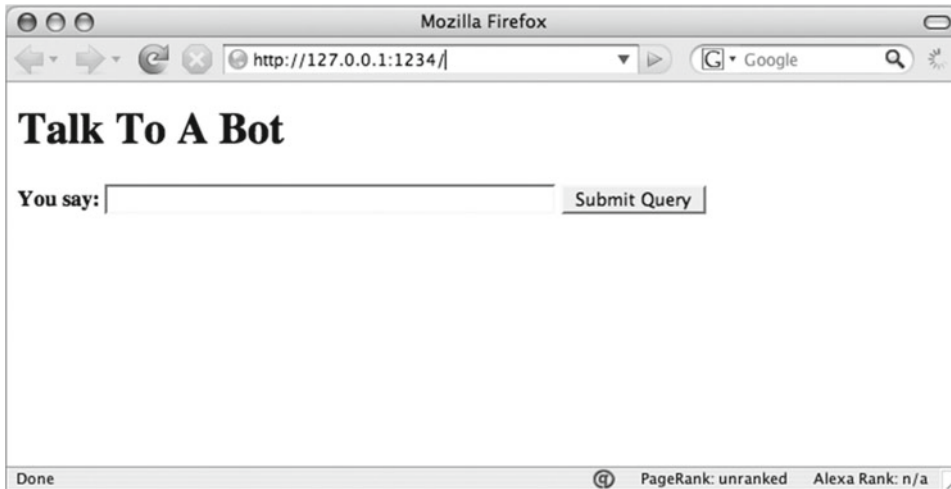 Mozilla Firefox
http://127.0.0.1:1234/
G Google
Talk To A Bot
You say: Submit Query
Done PageRank: unranked Alexa Rank: n/a